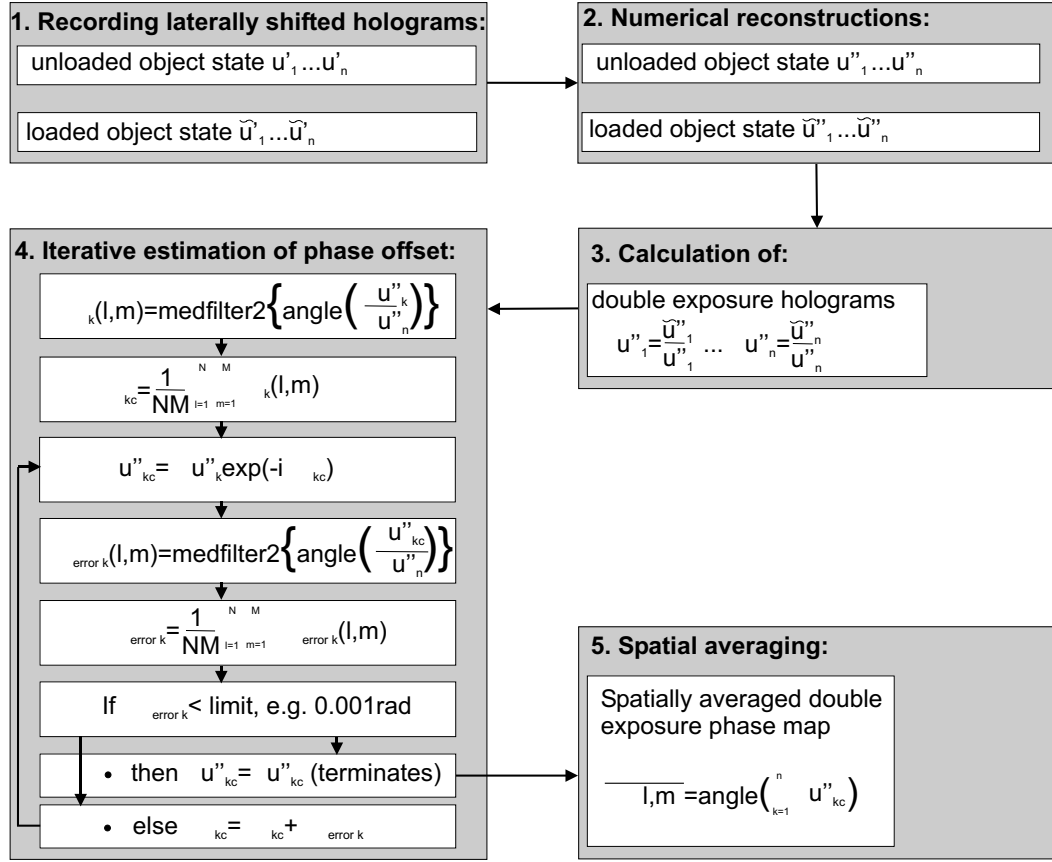 1. Recording laterally shifted holograms:
unloaded object state u'₁...u'ₙ
loaded object state ũ'₁...ũ'ₙ
2. Numerical reconstructions:
unloaded object state u''₁...u''ₙ
loaded object state ũ''₁...ũ''ₙ
3. Calculation of:
double exposure holograms
u''₁=ũ''₁/u''₁ ... u''ₙ=ũ''ₙ/u''ₙ
4. Iterative estimation of phase offset:
ₖ(l,m)=medfilter2{angle(u''ₖ/u''ₙ)}
kc=1/NM N l=1 M m=1 ₖ(l,m)
u''kc= u''ₖexp(-i kc)
error k(l,m)=medfilter2{angle(u''kc/u''ₙ)}
error k=1/NM N l=1 M m=1 error k(l,m)
If error k< limit, e.g. 0.001rad
• then u''kc= u''kc (terminates)
• else kc= kc+ error k
5. Spatial averaging:
Spatially averaged double
exposure phase map
l,m=angle(n k=1 u''kc)